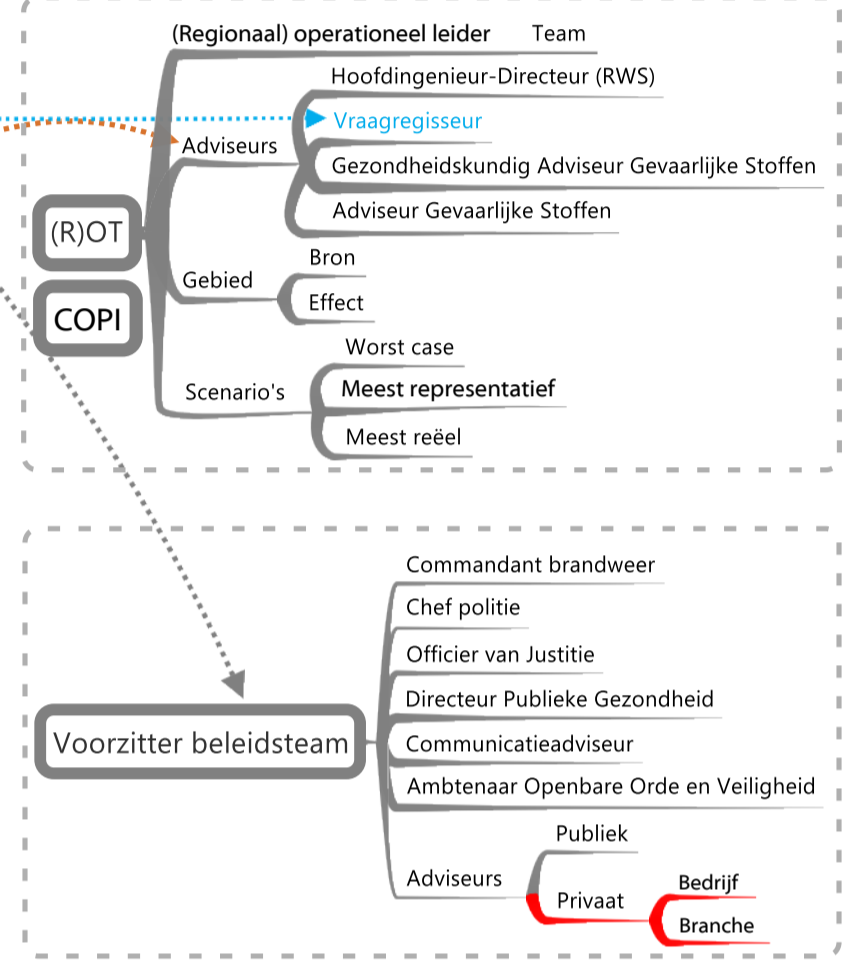 (Regionaal) operationeel leider Team
Hoofdingenieur-Directeur (RWS)
Vraagregisseur
Adviseurs
Gezondheidskundig Adviseur Gevaarlijke Stoffen
Adviseur Gevaarlijke Stoffen
(R)OT
Bron
Gebied
Effect
COPI
Worst case
Scenario's
Meest representatief
Meest reëel
Commandant brandweer
Chef politie
Officier van Justitie
Directeur Publieke Gezondheid
Voorzitter beleidsteam
Communicatieadviseur
Ambtenaar Openbare Orde en Veiligheid
Publiek
Adviseurs
Privaat
Bedrijf
Branche